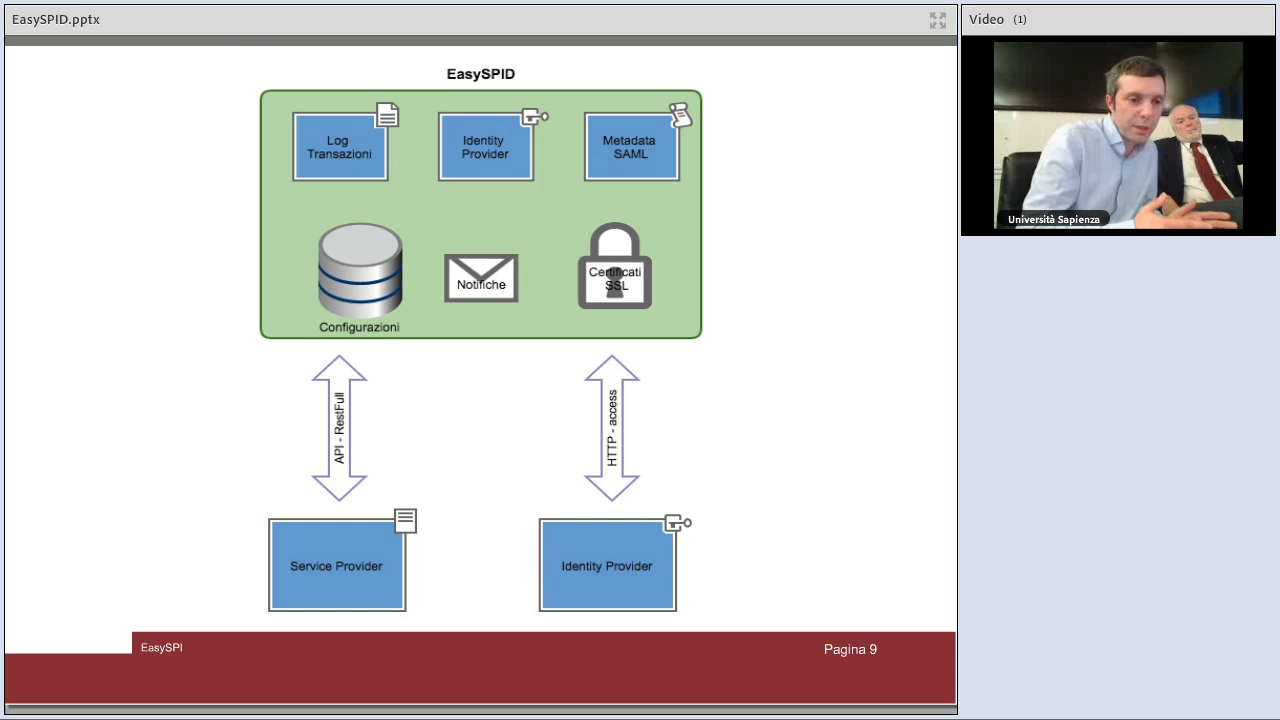 EasySPID.pptx
Video (1)
EasySPID
Log
Transazioni
Identity
Provider
Metadata
SAML
Configurazioni
Notifiche
Certificati
SSL
API - RestFull
HTTP - access
Service Provider
Identity Provider
EasySPI
Pagina 9
Università Sapienza